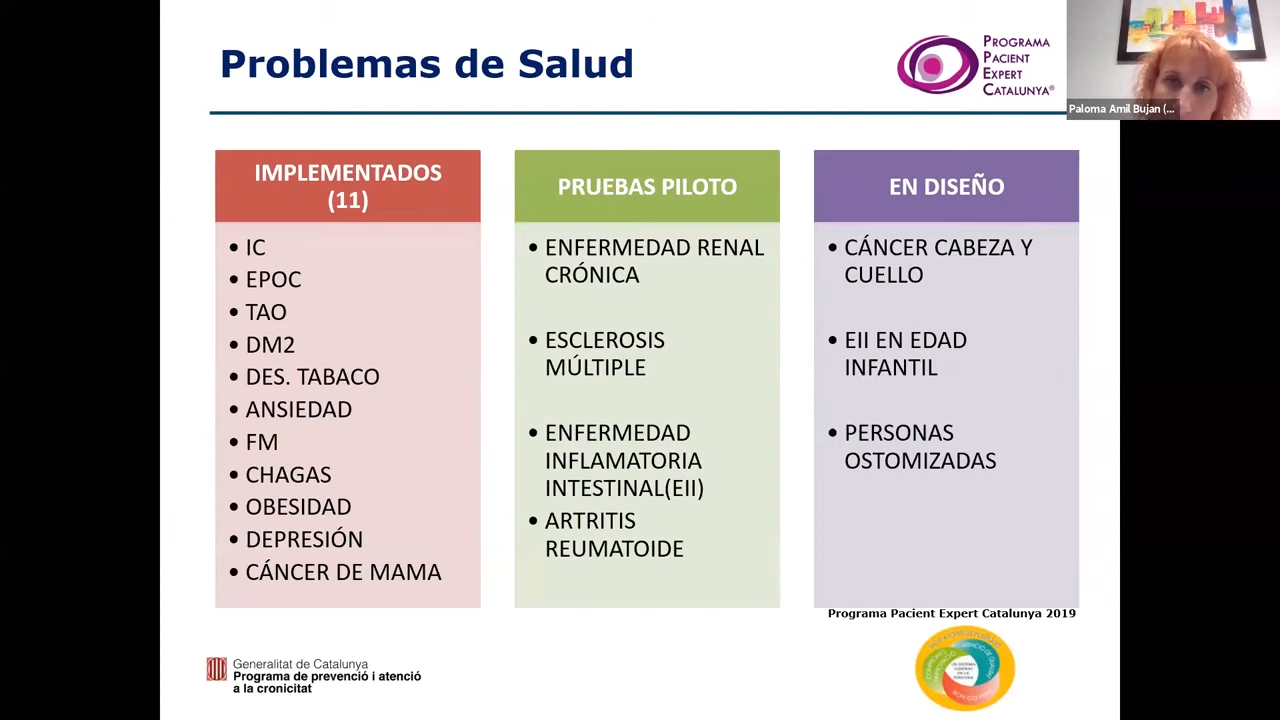 Problemas de Salud
PROGRAMA
PACIENT
EXPERT
CATALUNYA®
Paloma Amil Bujan (...
IMPLEMENTADOS
(11)
• IC
• EPOC
• TAO
• DM2
• DES. TABACO
• ANSIEDAD
• FM
• CHAGAS
• OBESIDAD
• DEPRESIÓN
• CÁNCER DE MAMA
PRUEBAS PILOTO
• ENFERMEDAD RENAL
CRÓNICA
• ESCLEROSIS
MÚLTIPLE
• ENFERMEDAD
INFLAMATORIA
INTESTINAL(EII)
• ARTRITIS
REUMATOIDE
EN DISEÑO
• CÁNCER CABEZA Y
CUELLO
• EII EN EDAD
INFANTIL
• PERSONAS
OSTOMIZADAS
Programa Pacient Expert Catalunya 2019
Generalitat de Catalunya
Programa de prevenció i atenció
a la cronicitat